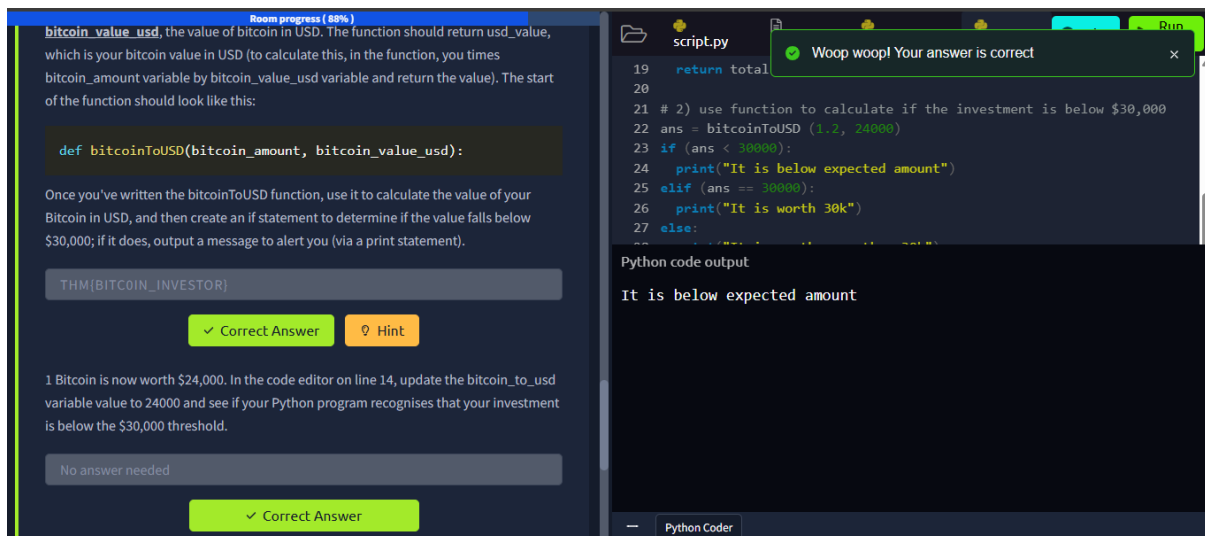 Room progress ( 88% )
bitcoin_value_usd, the value of bitcoin in USD. The function should return usd_value,
which is your bitcoin value in USD (to calculate this, in the function, you times
bitcoin_amount variable by bitcoin_value_usd variable and return the value). The start
of the function should look like this:
def bitcoinToUSD(bitcoin_amount, bitcoin_value_usd):
Once you've written the bitcoinToUSD function, use it to calculate the value of your
Bitcoin in USD, and then create an if statement to determine if the value falls below
$30,000; if it does, output a message to alert you (via a print statement).
THM{BITC0IN_INVESTOR}
Correct Answer
Hint
1 Bitcoin is now worth $24,000. In the code editor on line 14, update the bitcoin_to_usd
variable value to 24000 and see if your Python program recognises that your investment
is below the $30,000 threshold.
No answer needed
Correct Answer
script.py
Run
Woop woop! Your answer is correct
19 return total
20
21 # 2) use function to calculate if the investment is below $30,000
22 ans = bitcoinToUSD (1.2, 24000)
23 if (ans < 30000):
24 print("It is below expected amount")
25 elif (ans == 30000):
26 print("It is worth 30k")
27 else:
Python code output
It is below expected amount
Python Coder